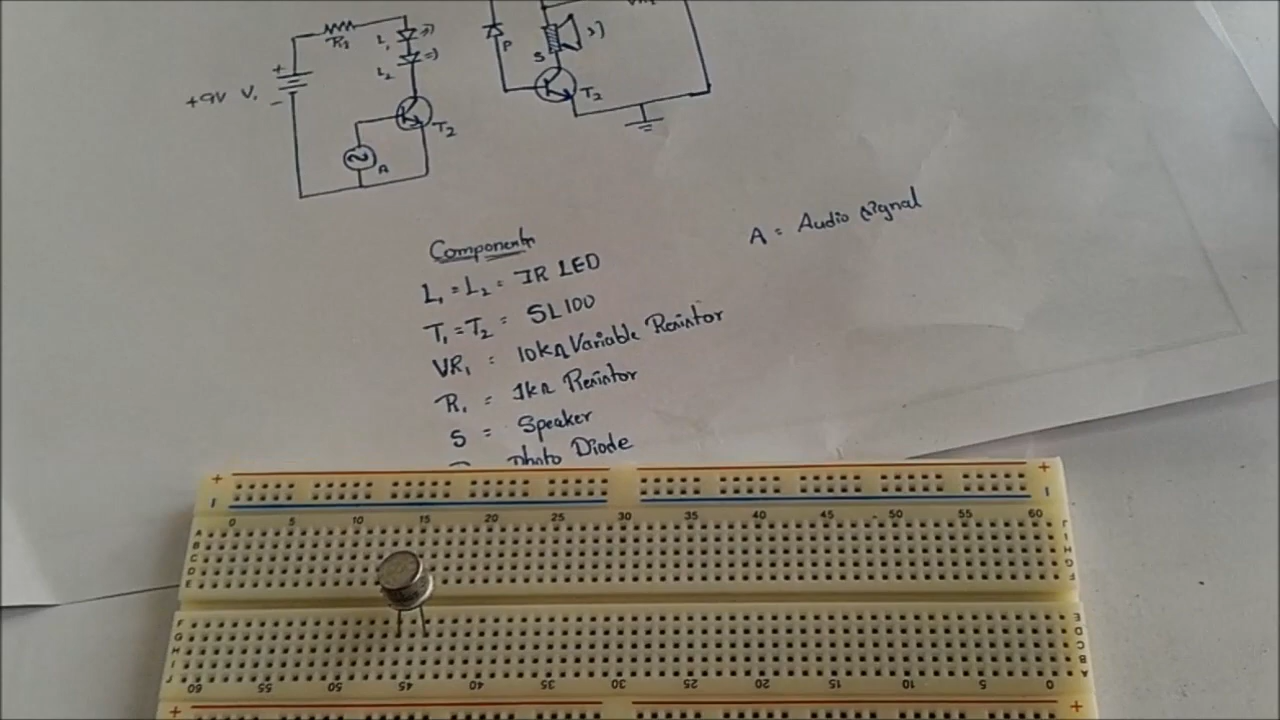 R1
L1
L2
+9V V1
+
-
T2
A
P
S
T2
Components
L1 = L2 = IR LED
T1 = T2 = SL100
VR1 = 10kΩ Variable Resistor
R1 = 1kΩ Resistor
S = Speaker
Photo Diode
A = Audio signal
+ +
0 5 10 15 20 25 30 35 40 45 50 55 60
A J
B I
C H
D G
E F
F E
G D
H C
I B
J A
60 55 50 45 40 35 30 25 20 15 10 5 0
+ +